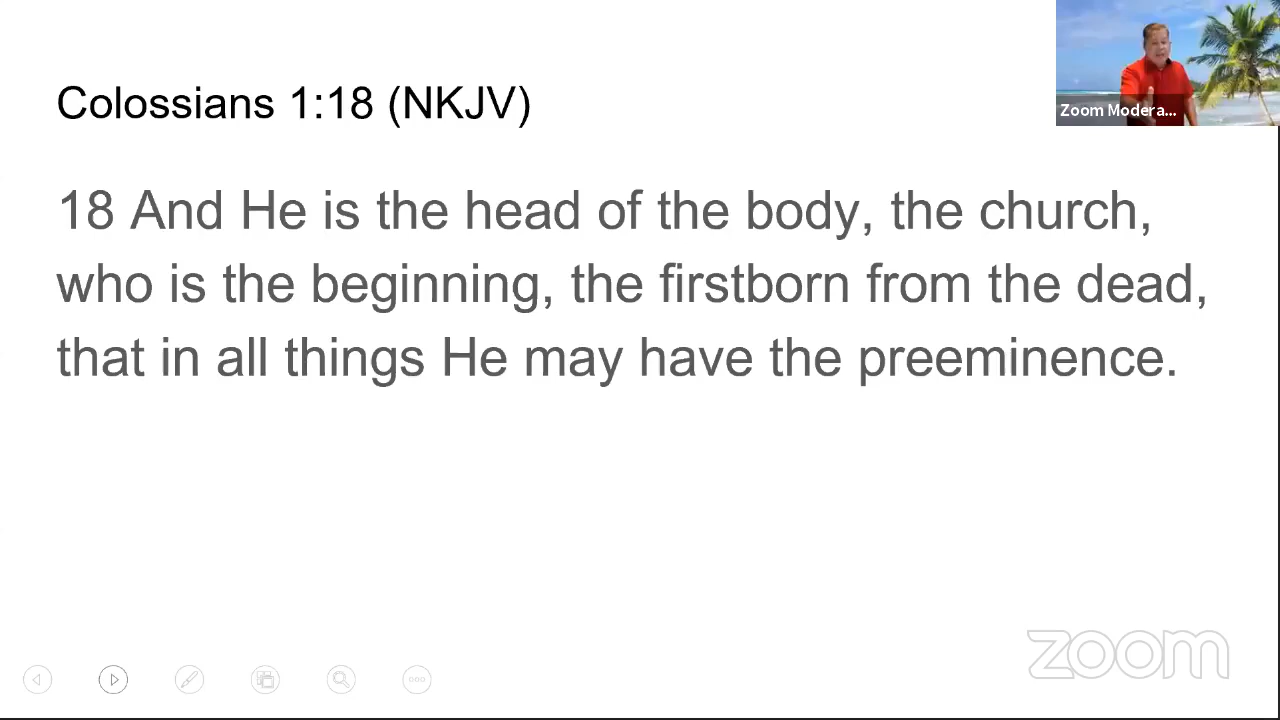 Colossians 1:18 (NKJV)
Zoom Modera...
18 And He is the head of the body, the church,
who is the beginning, the firstborn from the dead,
that in all things He may have the preeminence.
zoom